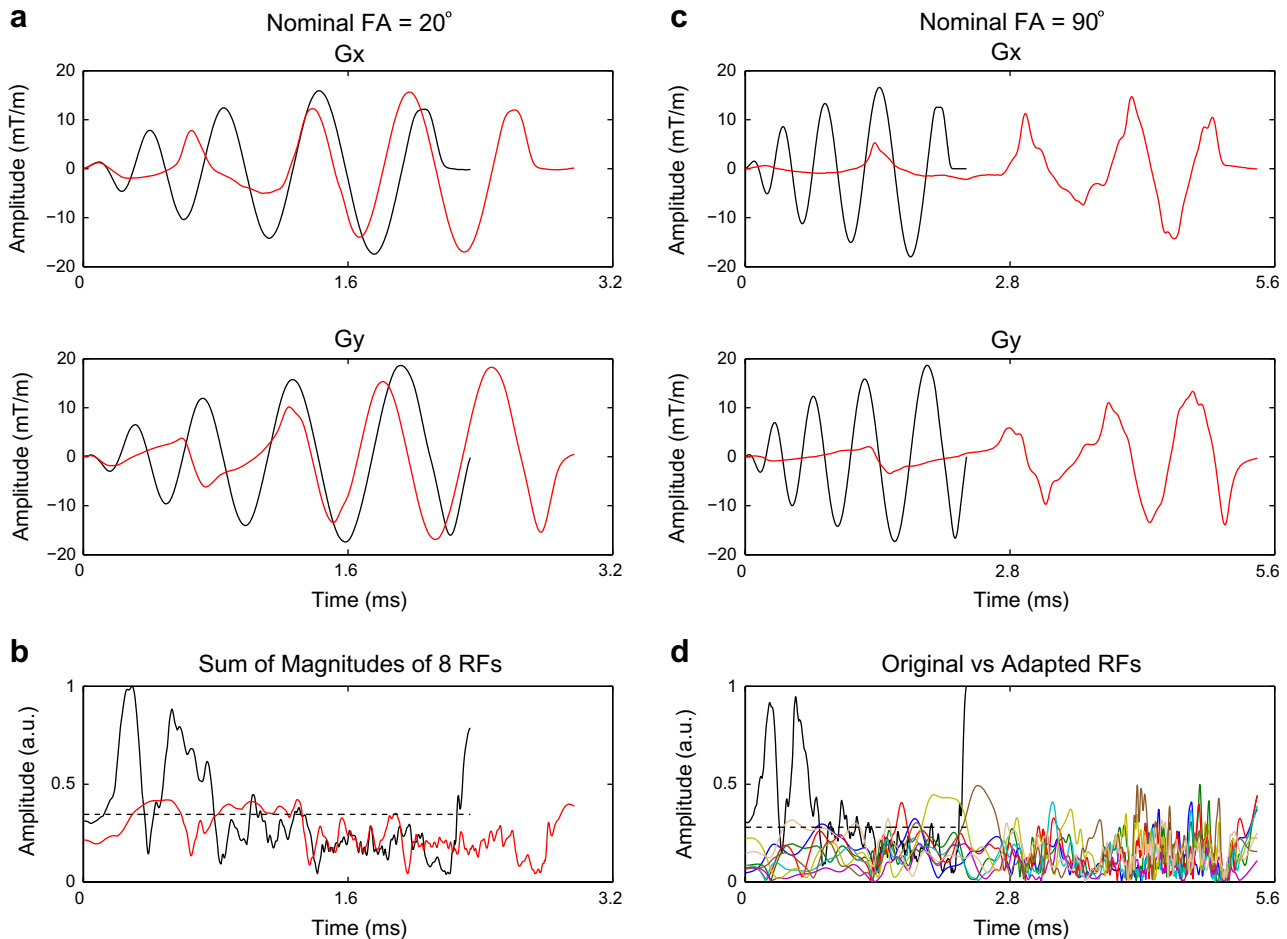 a
Nominal FA = 20°
Gx
Amplitude (mT/m)
20
10
0
−10
−20
0
1.6
3.2
Gy
Amplitude (mT/m)
20
10
0
−10
−20
0
1.6
3.2
Time (ms)
b
Sum of Magnitudes of 8 RFs
Amplitude (a.u.)
1
0.5
0
0
1.6
3.2
Time (ms)
c
Nominal FA = 90°
Gx
Amplitude (mT/m)
20
10
0
−10
−20
0
2.8
5.6
Gy
Amplitude (mT/m)
20
10
0
−10
−20
0
2.8
5.6
Time (ms)
d
Original vs Adapted RFs
Amplitude (a.u.)
1
0.5
0
0
2.8
5.6
Time (ms)